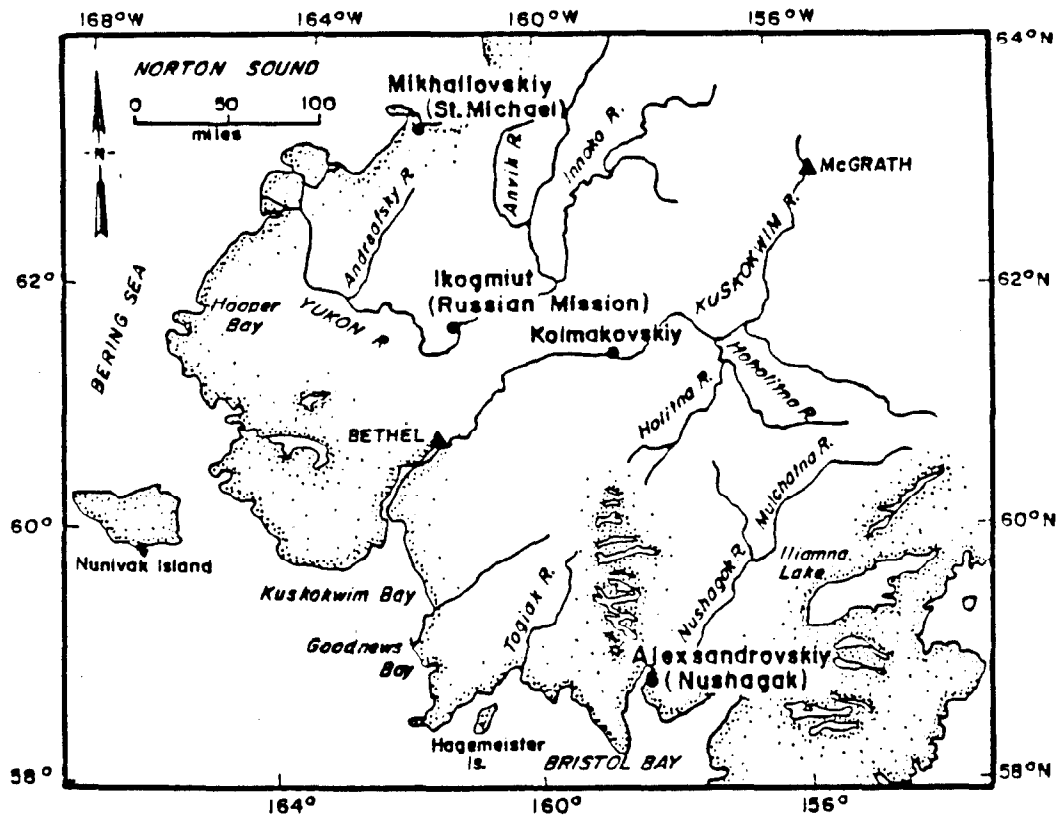 168°W
164°W
160°W
156°W
64°N
NORTON SOUND
0 50 100
miles
N
Mikhailovskiy
(St. Michael)
Anvik R.
Innoko R.
McGRATH
Andreafsky R.
KUSKOKWIM R.
62°
62°N
Ikogmiut
(Russian Mission)
Hooper
Bay
YUKON R.
Kolmakovskiy
BERING SEA
Holitna R.
Hoholitna R.
BETHEL
Mulchatna R.
60°
60°N
Nunivak Island
Iliamna
Lake
Kuskokwim Bay
Togiak R.
Nushagak R.
Goodnews
Bay
Alexsandrovskiy
(Nushagak)
Hagemeister
Is.
BRISTOL BAY
58°
58°N
164°
160°
156°